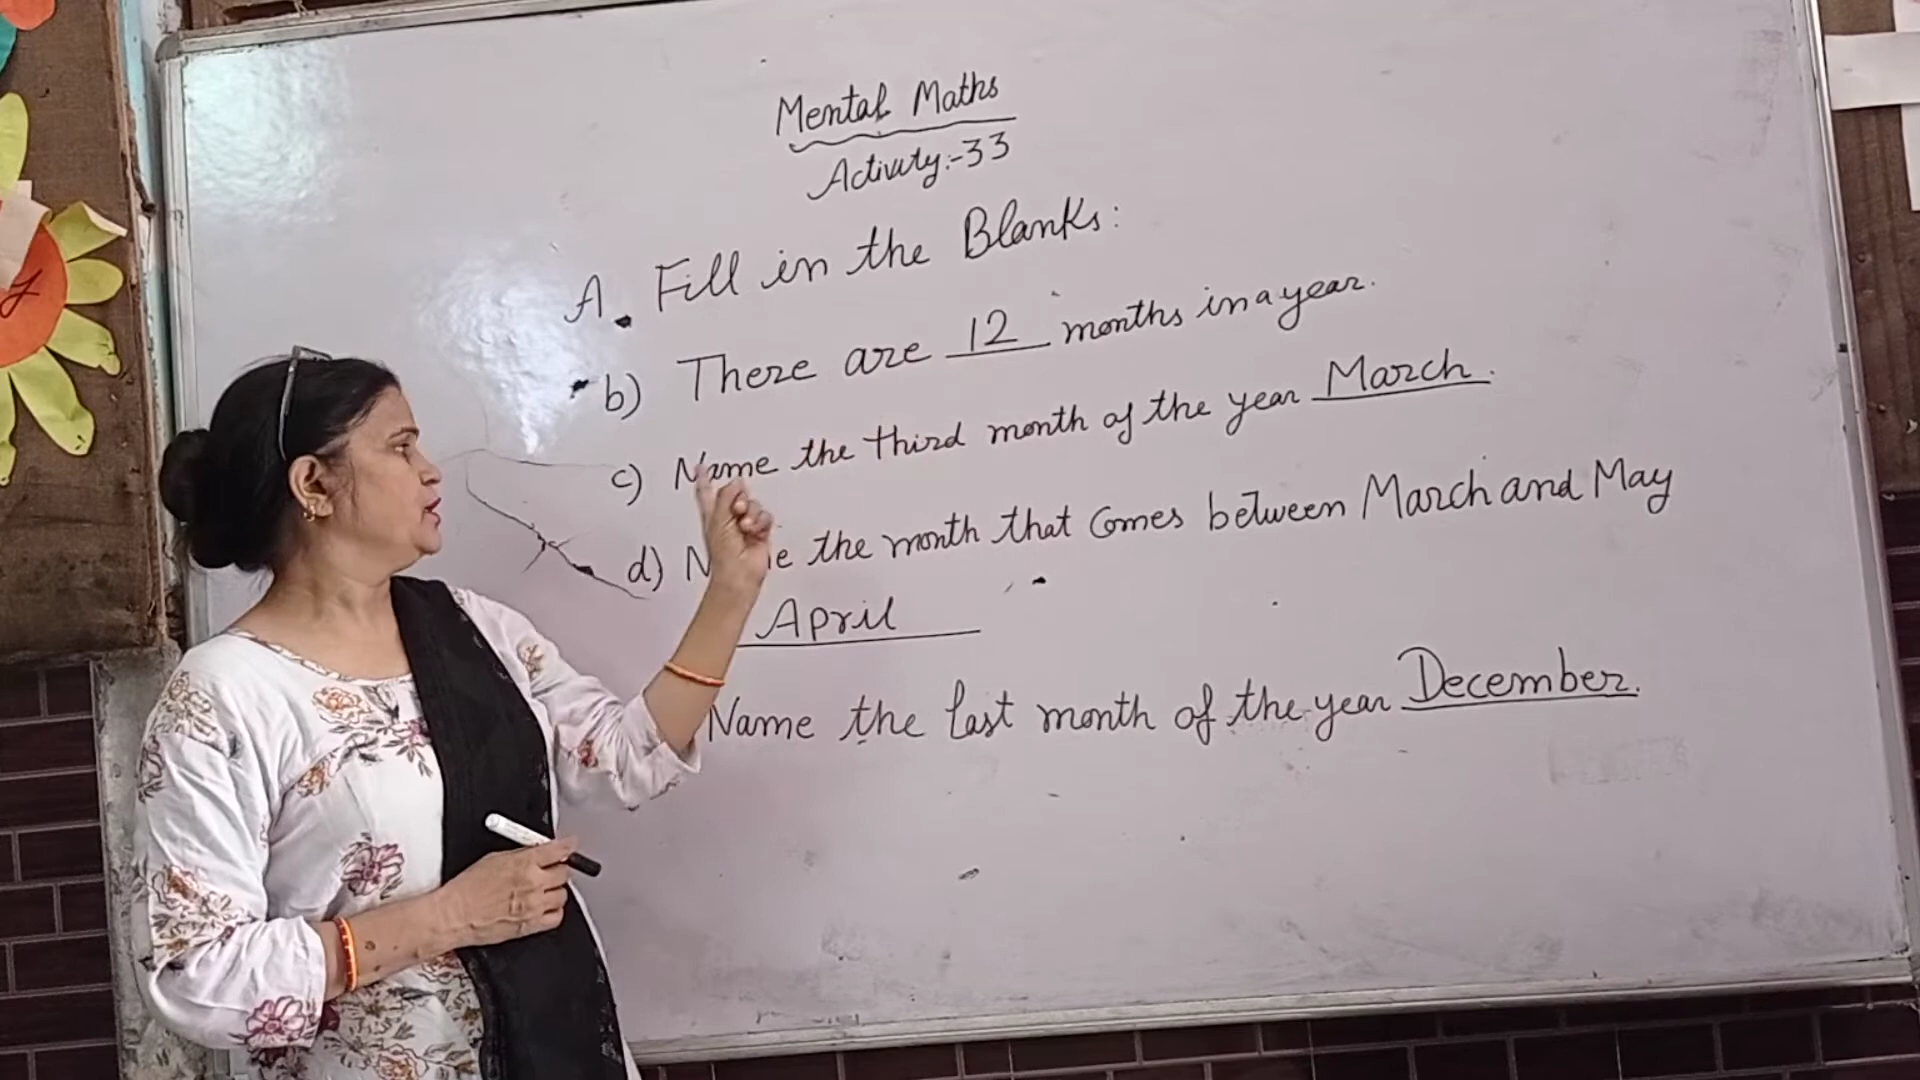 Mental Maths
Activity:-33
A. Fill in the Blanks:
b) There are 12 months in a year.
c) Name the third month of the year March.
d) the month that comes between March and May
April
Name the last month of the year December.